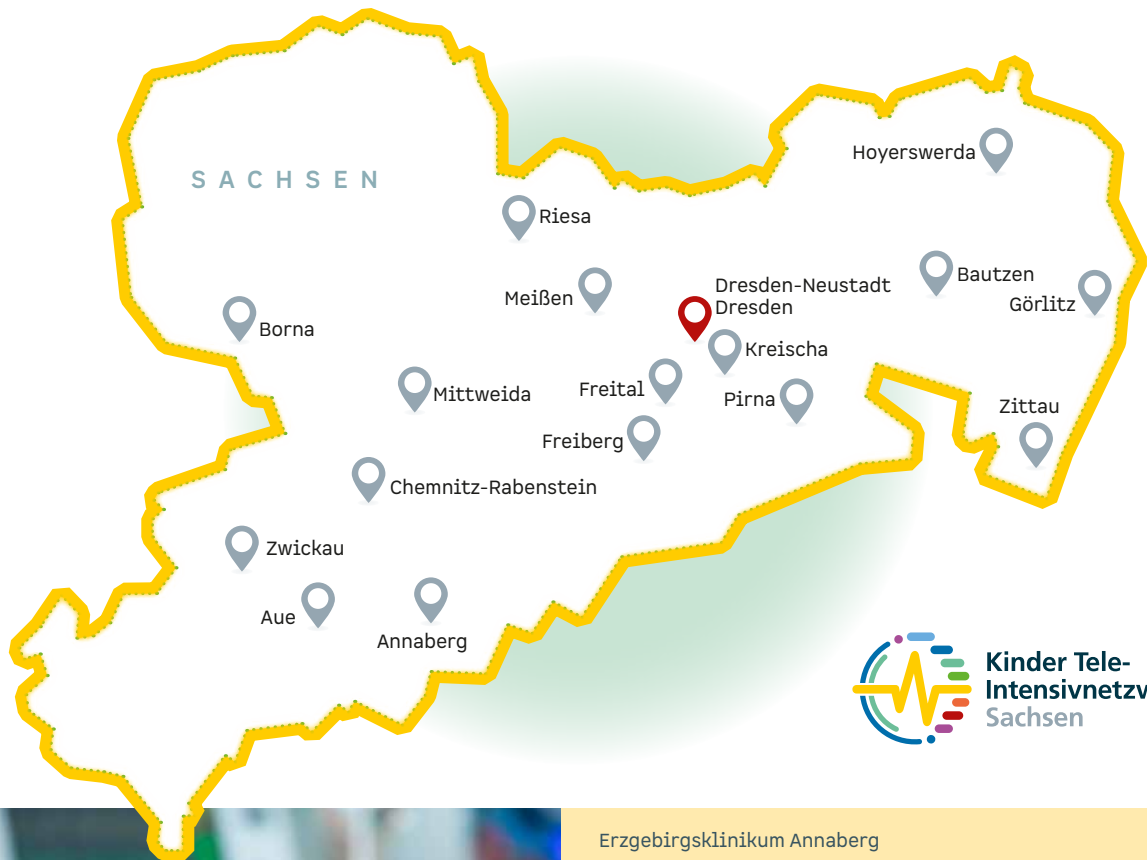 SACHSEN
Hoyerswerda
Riesa
Bautzen
Meißen
Dresden-Neustadt
Dresden
Görlitz
Borna
Kreischa
Mittweida
Freital
Pirna
Zittau
Freiberg
Chemnitz-Rabenstein
Zwickau
Aue
Annaberg
Kinder Tele-
Intensivnetzw
Sachsen
Erzgebirgsklinikum Annaberg